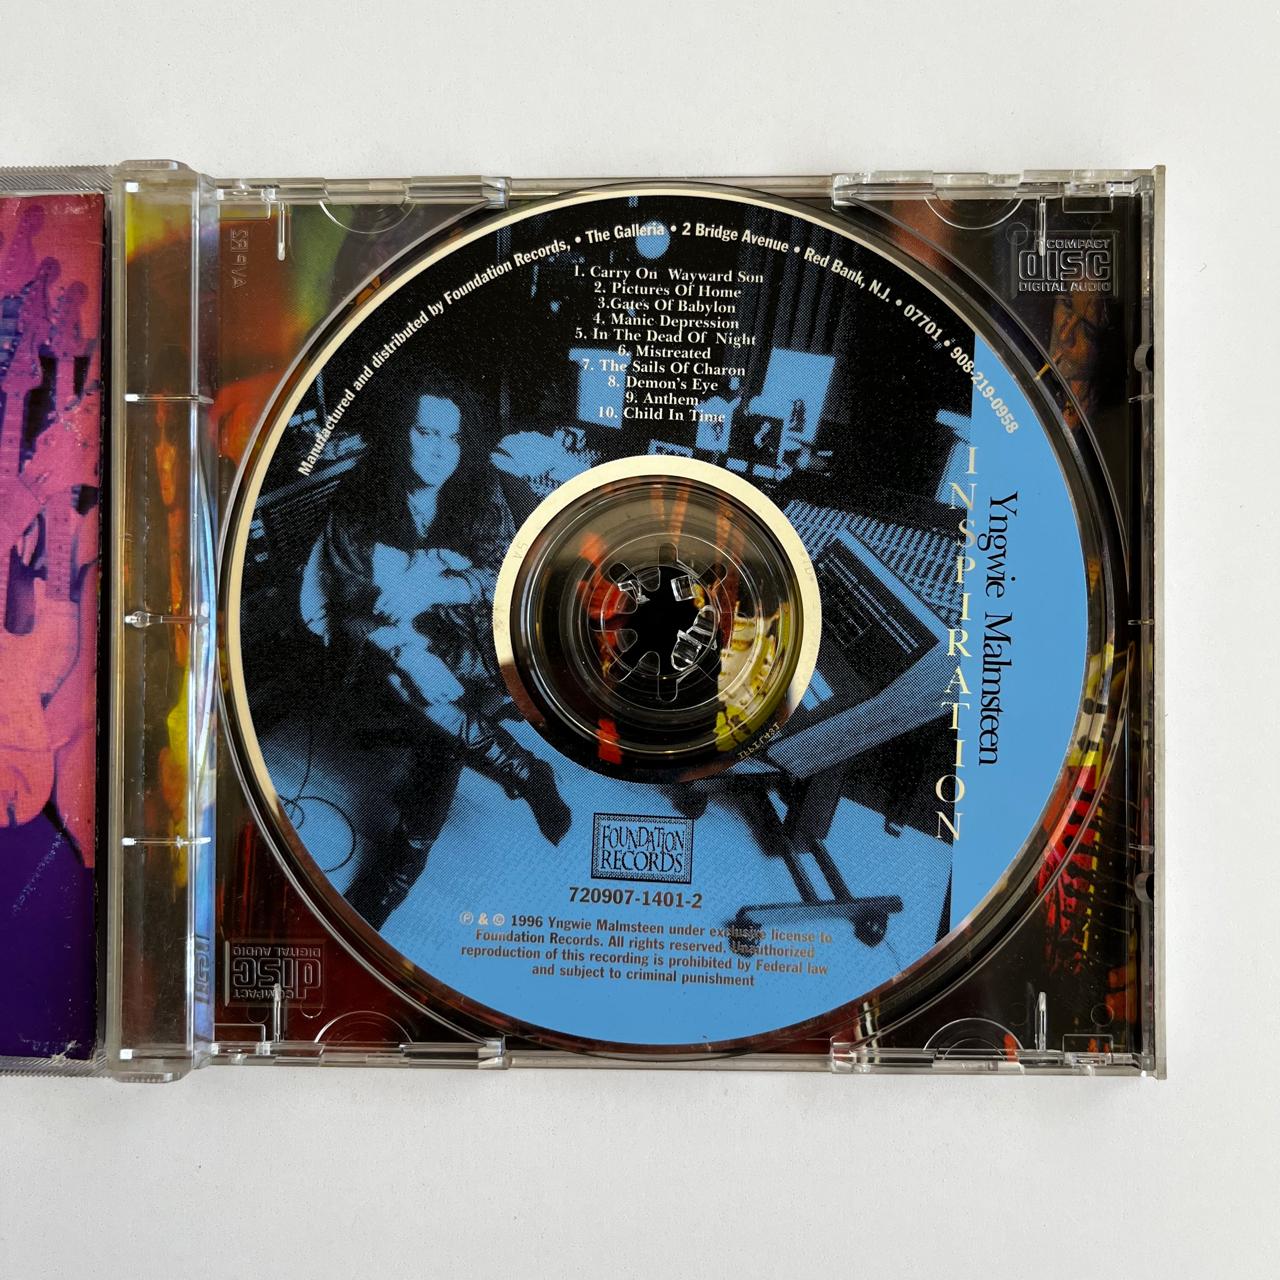 Manufactured and distributed by Foundation Records, • The Galleria • 2 Bridge Avenue • Red Bank, N.J. • 07701 • 908-219-0958
1. Carry On Wayward Son
2. Pictures Of Home
3.Gates Of Babylon
4. Manic Depression
5. In The Dead Of Night
6. Mistreated
7. The Sails Of Charon
8. Demon's Eye
9. Anthem
10. Child In Time
Yngwie Malmsteen
INSPIRATION
FOUNDATION
RECORDS
720907-1401-2
℗ & © 1996 Yngwie Malmsteen under exclusive license to
Foundation Records. All rights reserved. Unauthorized
reproduction of this recording is prohibited by Federal law
and subject to criminal punishment
COMPACT
disc
DIGITAL AUDIO
COMPACT
disc
DIGITAL AUDIO